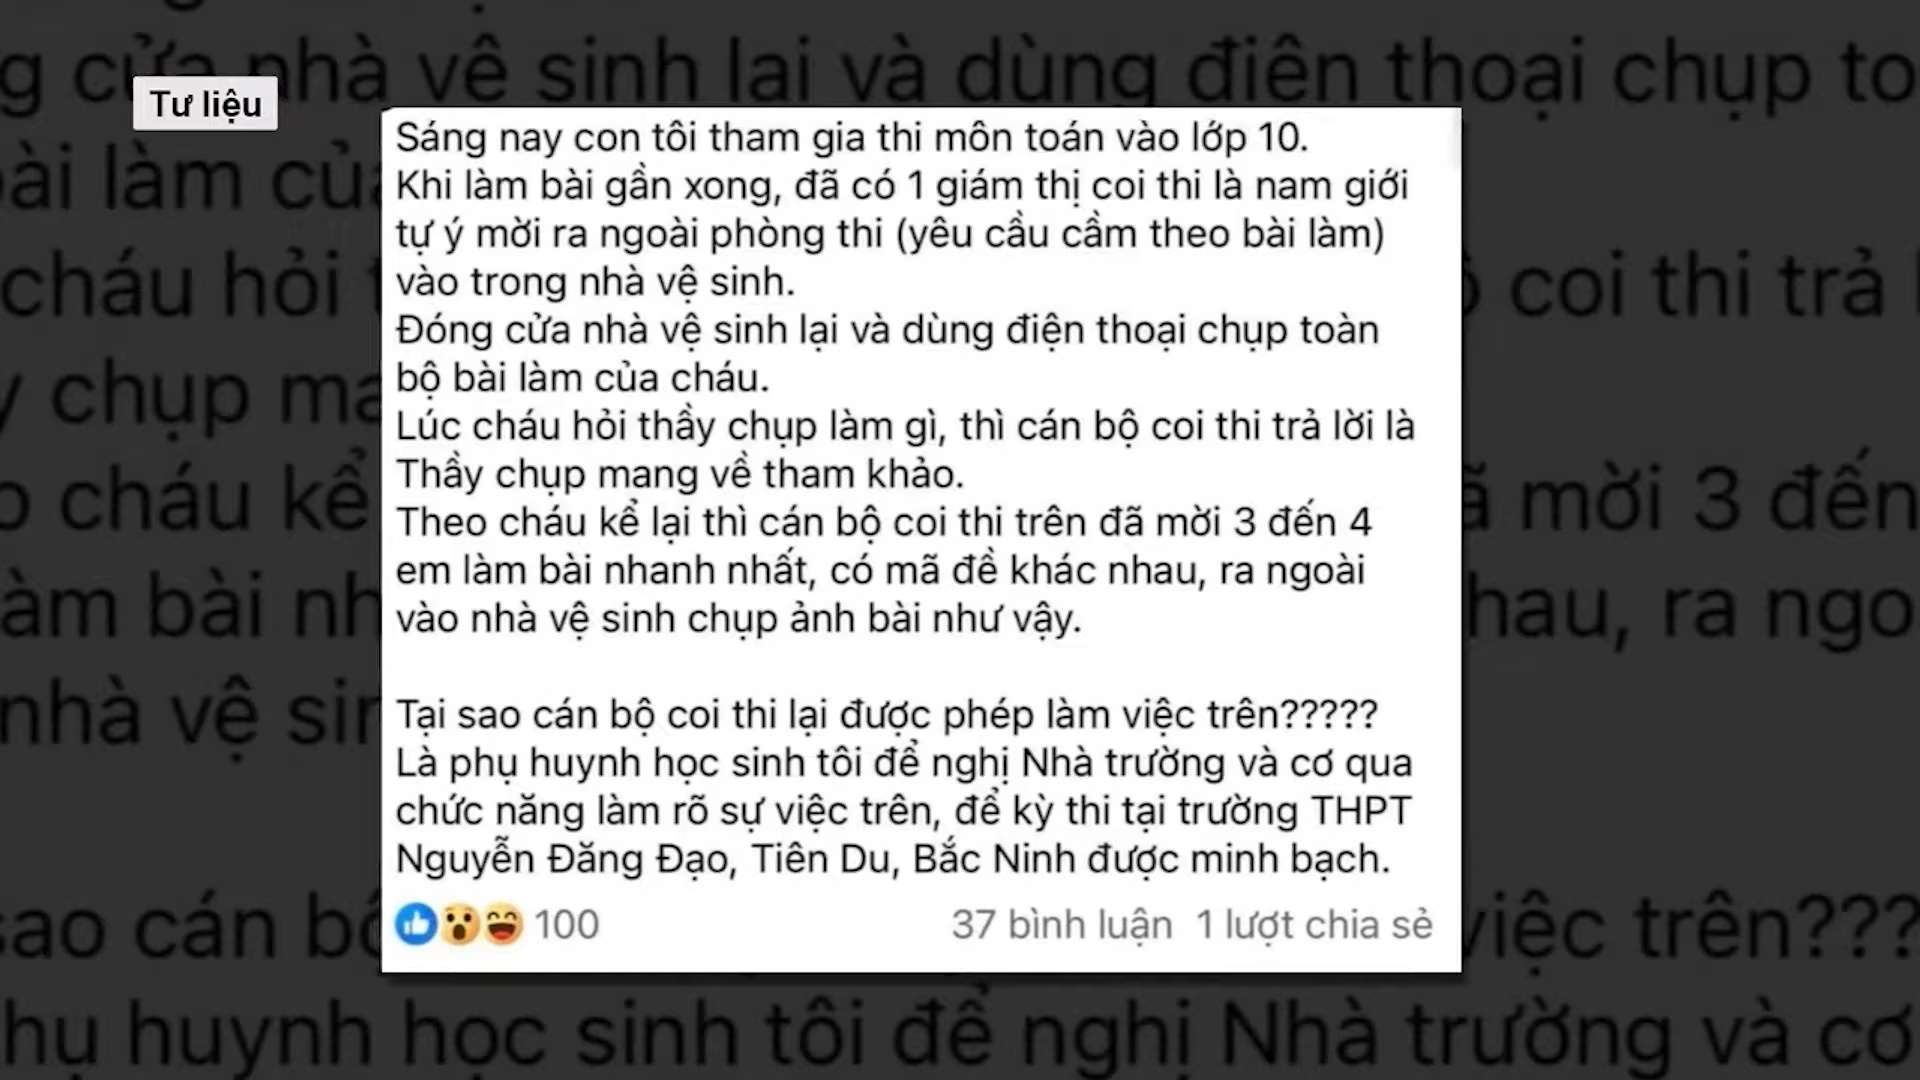 Tư liệu
Sáng nay con tôi tham gia thi môn toán vào lớp 10.
Khi làm bài gần xong, đã có 1 giám thị coi thi là nam giới
tự ý mời ra ngoài phòng thi (yêu cầu cầm theo bài làm)
vào trong nhà vệ sinh.
Đóng cửa nhà vệ sinh lại và dùng điện thoại chụp toàn
bộ bài làm của cháu.
Lúc cháu hỏi thầy chụp làm gì, thì cán bộ coi thi trả lời là
Thầy chụp mang về tham khảo.
Theo cháu kể lại thì cán bộ coi thi trên đã mời 3 đến 4
em làm bài nhanh nhất, có mã đề khác nhau, ra ngoài
vào nhà vệ sinh chụp ảnh bài như vậy.
Tại sao cán bộ coi thi lại được phép làm việc trên?????
Là phụ huynh học sinh tôi để nghị Nhà trường và cơ qua
chức năng làm rõ sự việc trên, để kỳ thi tại trường THPT
Nguyễn Đăng Đạo, Tiên Du, Bắc Ninh được minh bạch.
100 37 bình luận 1 lượt chia sẻ